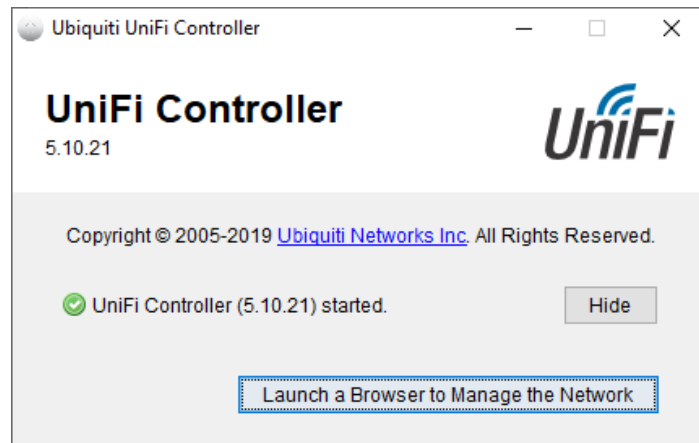 Ubiquiti UniFi Controller
UniFi Controller
5.10.21
UniFi
Copyright © 2005-2019 Ubiquiti Networks Inc. All Rights Reserved.
UniFi Controller (5.10.21) started.
Hide
Launch a Browser to Manage the Network